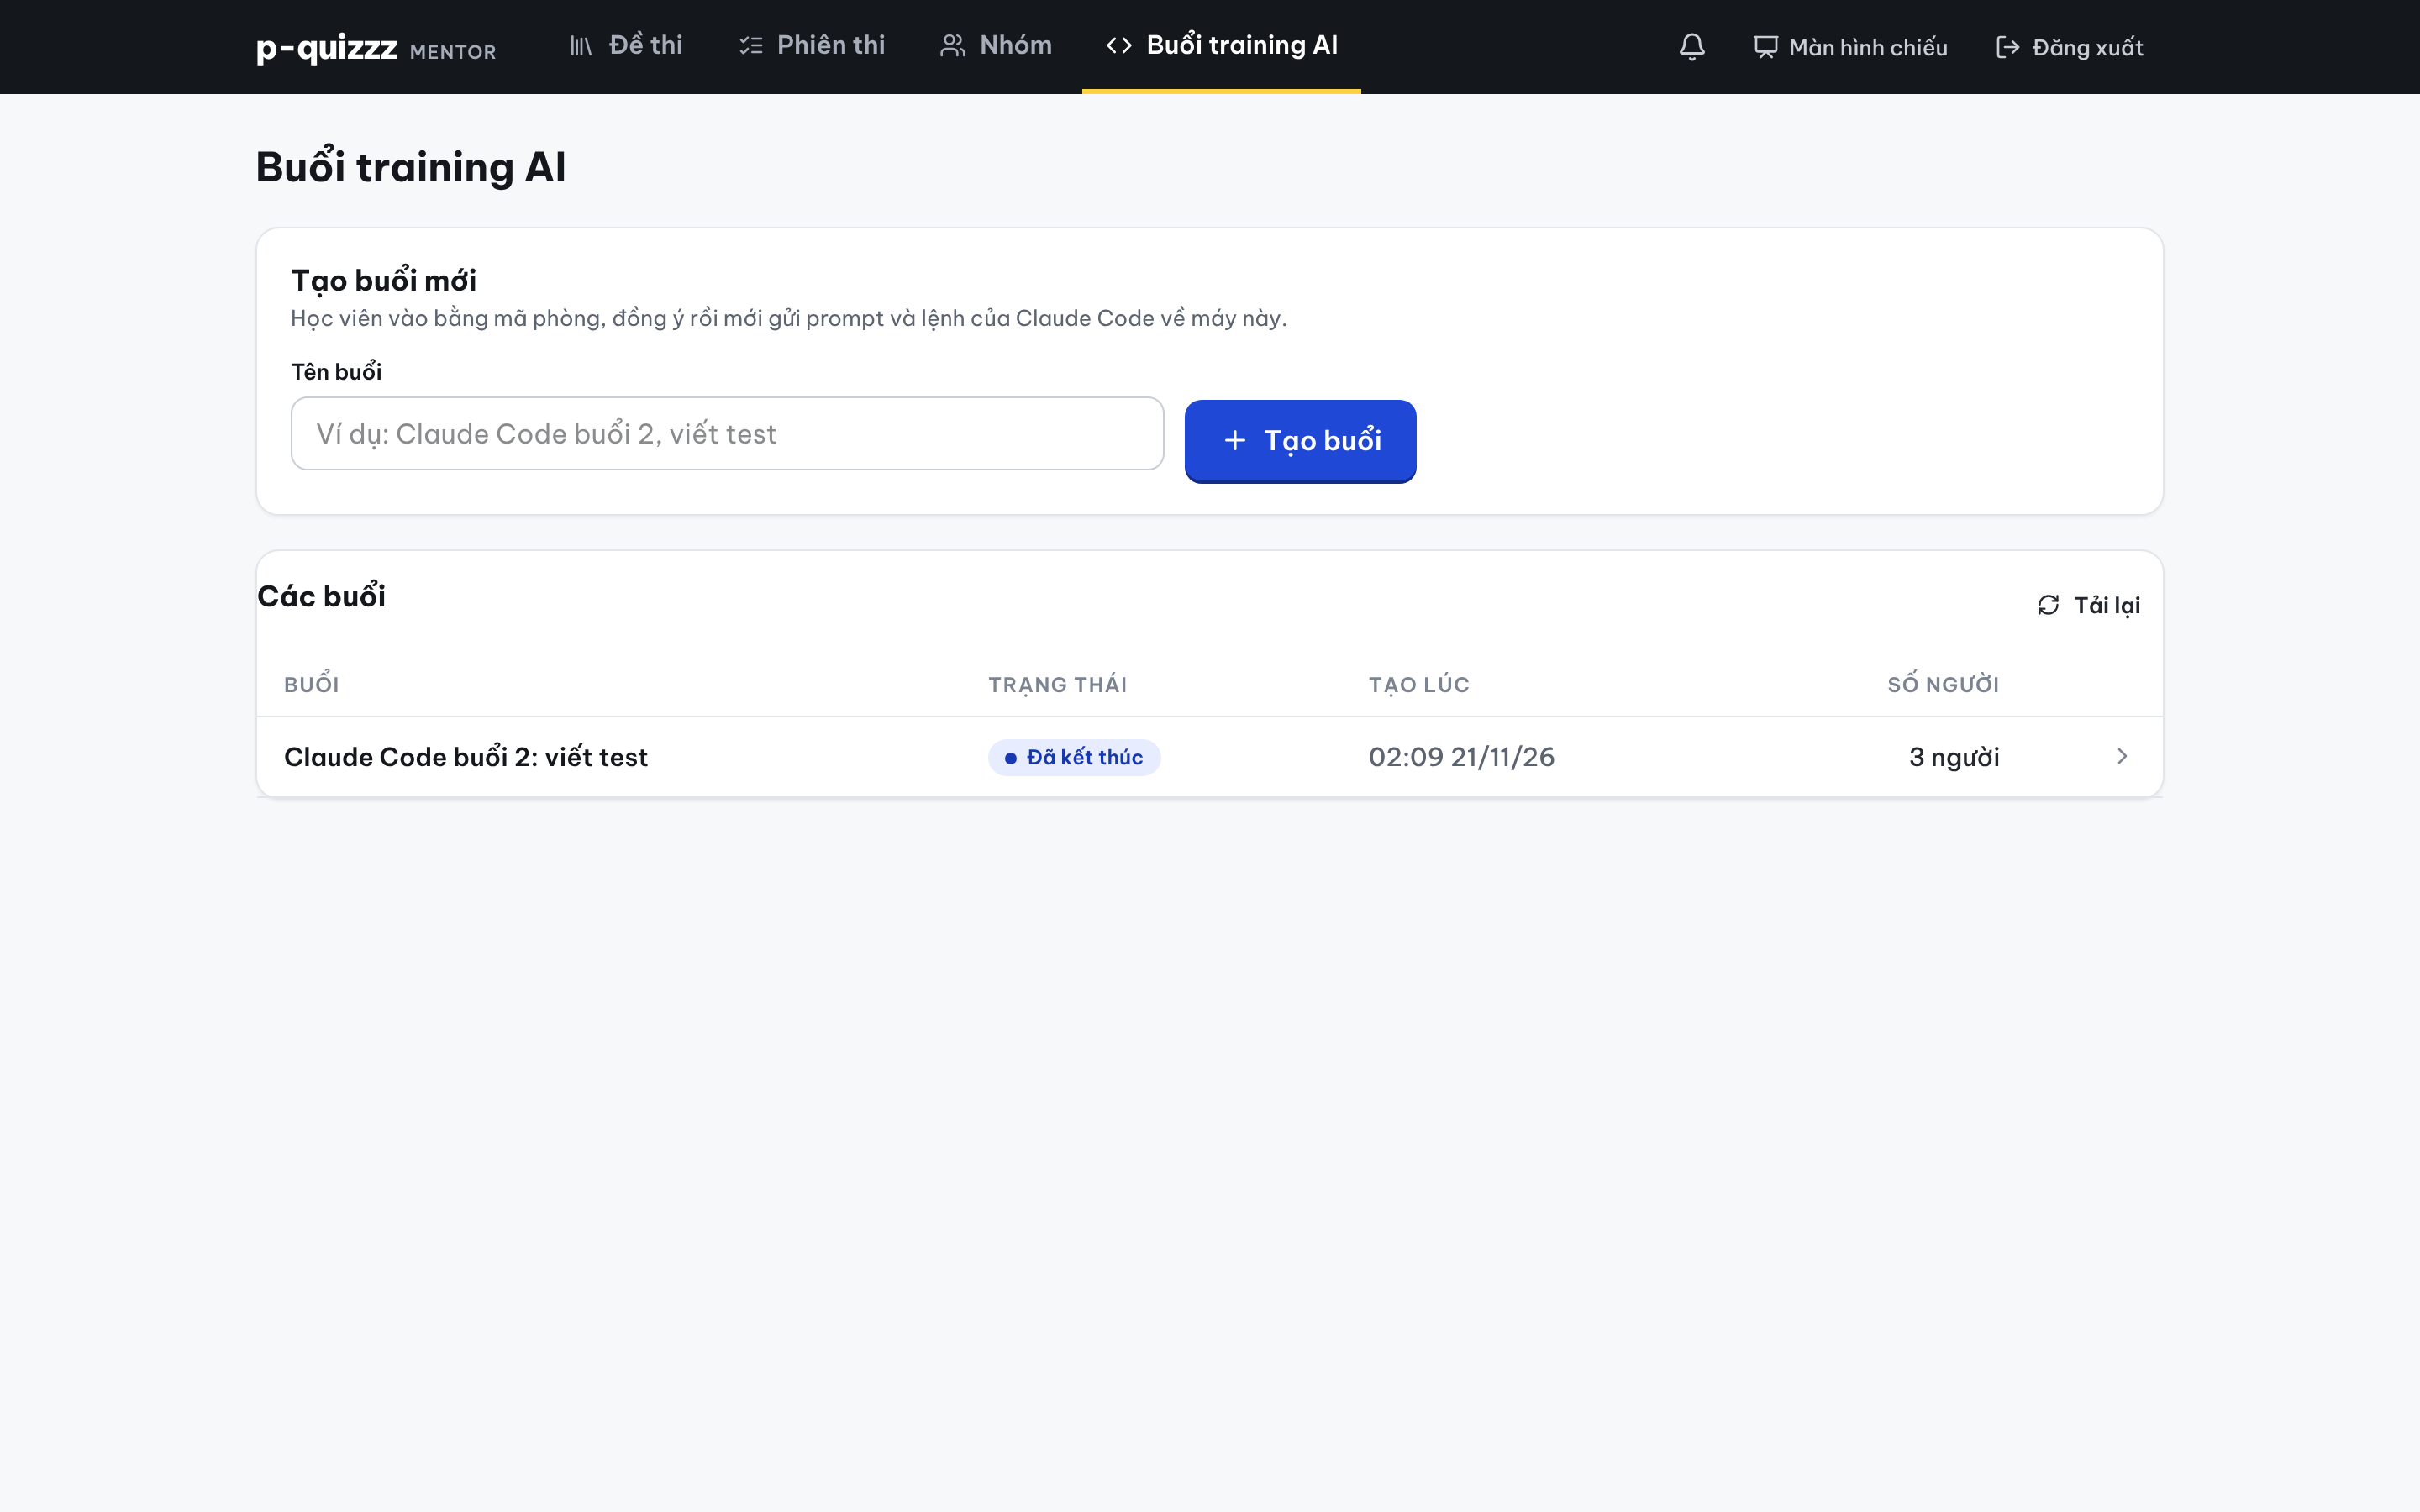 p-quizzz MENTOR
Đề thi
Phiên thi
Nhóm
Buổi training AI
Màn hình chiếu
Đăng xuất
Buổi training AI
Tạo buổi mới
Học viên vào bằng mã phòng, đồng ý rồi mới gửi prompt và lệnh của Claude Code về máy này.
Tên buổi
Ví dụ: Claude Code buổi 2, viết test
Tạo buổi
Các buổi
Tải lại
BUỔI TRẠNG THÁI TẠO LÚC SỐ NGƯỜI
Claude Code buổi 2: viết test Đã kết thúc 02:09 21/11/26 3 người